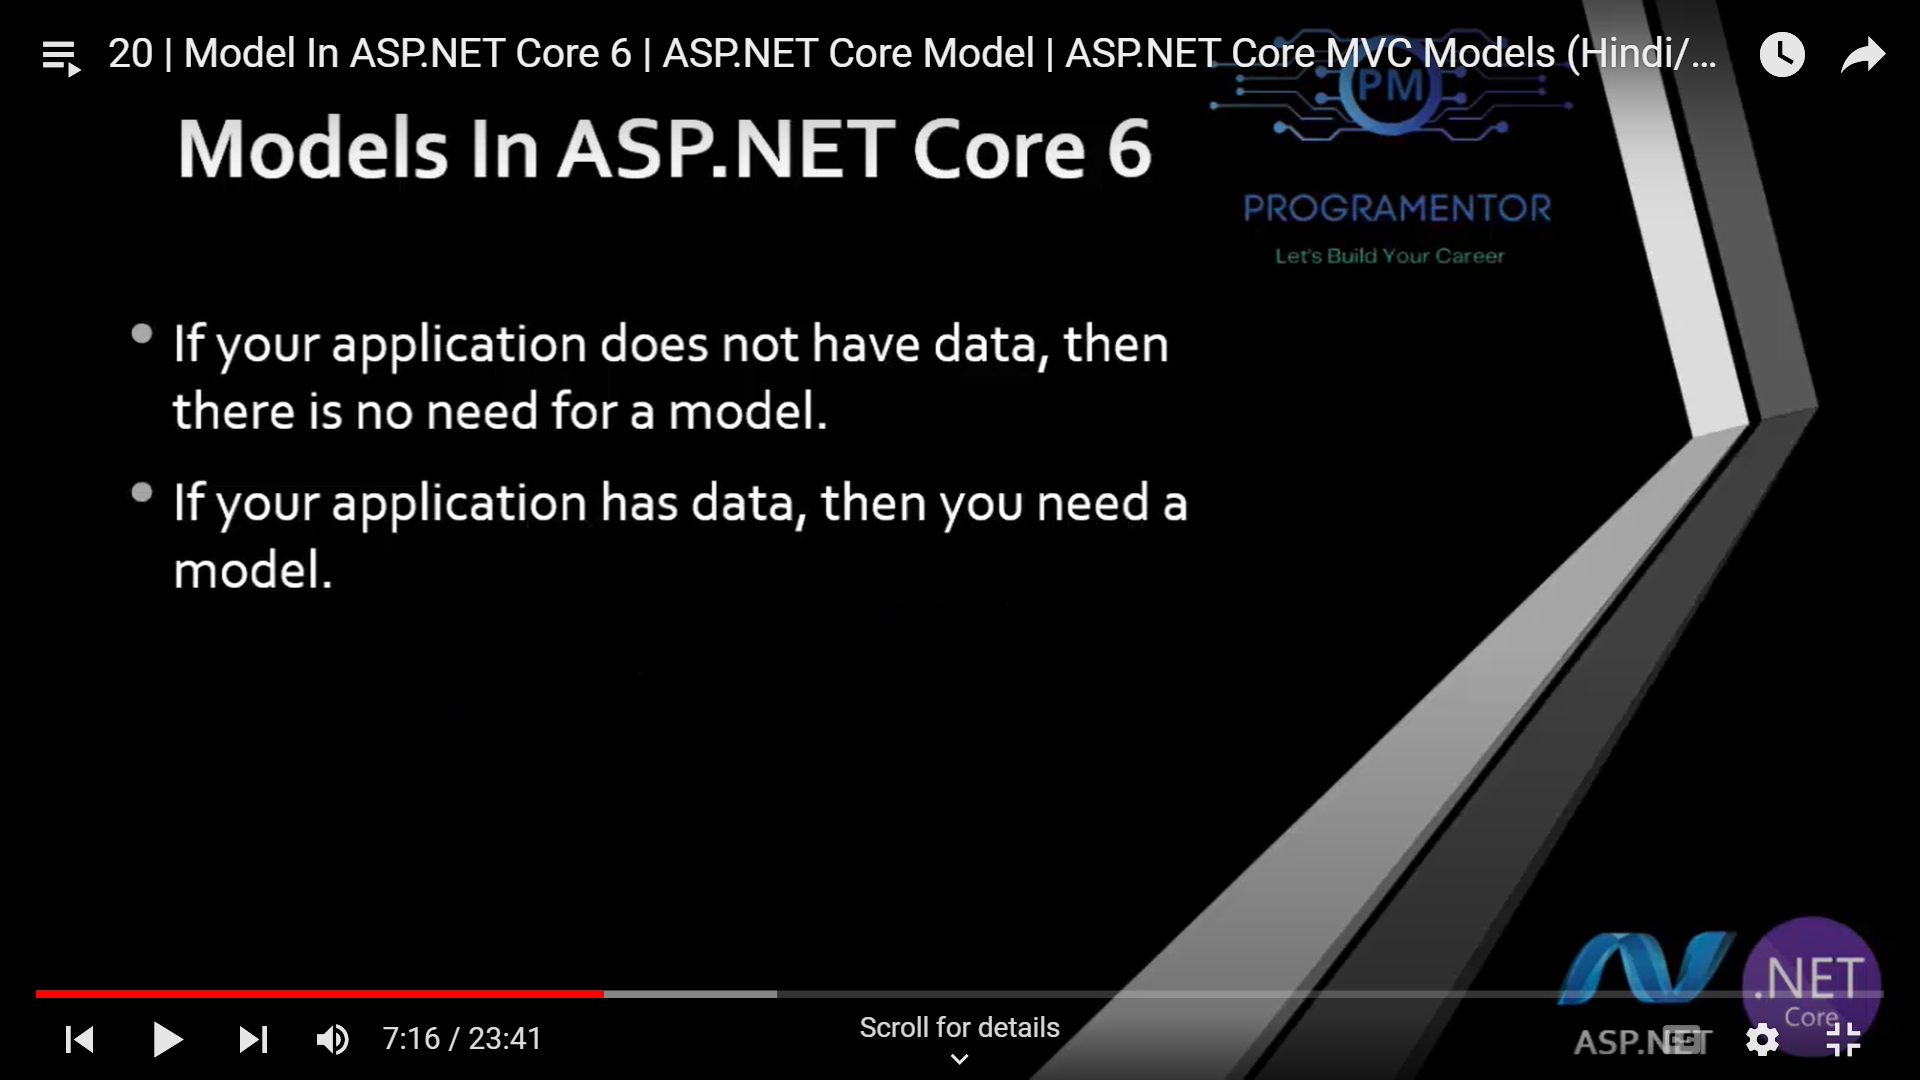 20 | Model In ASP.NET Core 6 | ASP.NET Core Model | ASP.NET Core MVC Models (Hindi/...
PM
Models In ASP.NET Core 6
PROGRAMENTOR
Let's Build Your Career
If your application does not have data, then
there is no need for a model.
If your application has data, then you need a
model.
.NET
Core
7:16 / 23:41
Scroll for details
ASP.NET